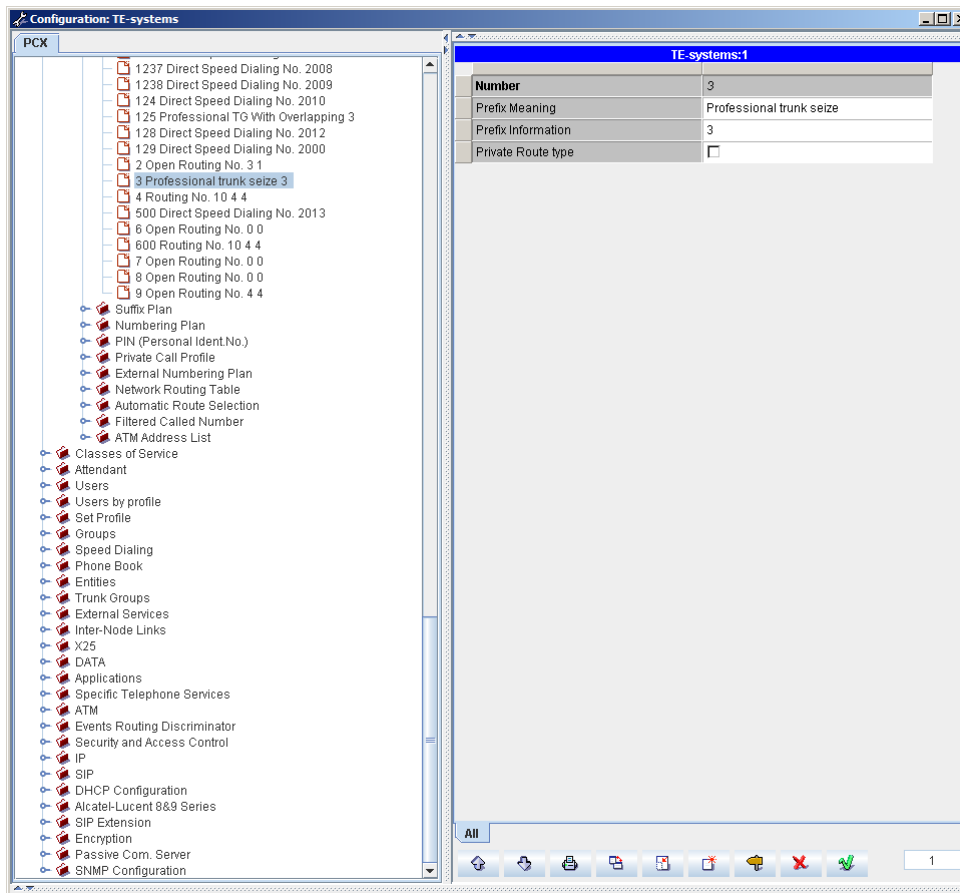 Configuration: TE-systems
PCX
1237 Direct Speed Dialing No. 2008
1238 Direct Speed Dialing No. 2009
124 Direct Speed Dialing No. 2010
125 Professional TG With Overlapping 3
128 Direct Speed Dialing No. 2012
129 Direct Speed Dialing No. 2000
2 Open Routing No. 3 1
3 Professional trunk seize 3
4 Routing No. 10 4 4
500 Direct Speed Dialing No. 2013
6 Open Routing No. 0 0
600 Routing No. 10 4 4
7 Open Routing No. 0 0
8 Open Routing No. 0 0
9 Open Routing No. 4 4
Suffix Plan
Numbering Plan
PIN (Personal Ident.No.)
Private Call Profile
External Numbering Plan
Network Routing Table
Automatic Route Selection
Filtered Called Number
ATM Address List
Classes of Service
Attendant
Users
Users by profile
Set Profile
Groups
Speed Dialing
Phone Book
Entities
Trunk Groups
External Services
Inter-Node Links
X25
DATA
Applications
Specific Telephone Services
ATM
Events Routing Discriminator
Security and Access Control
IP
SIP
DHCP Configuration
Alcatel-Lucent 8&9 Series
SIP Extension
Encryption
Passive Com. Server
SNMP Configuration
TE-systems:1
Number 3
Prefix Meaning Professional trunk seize
Prefix Information 3
Private Route type
All
1